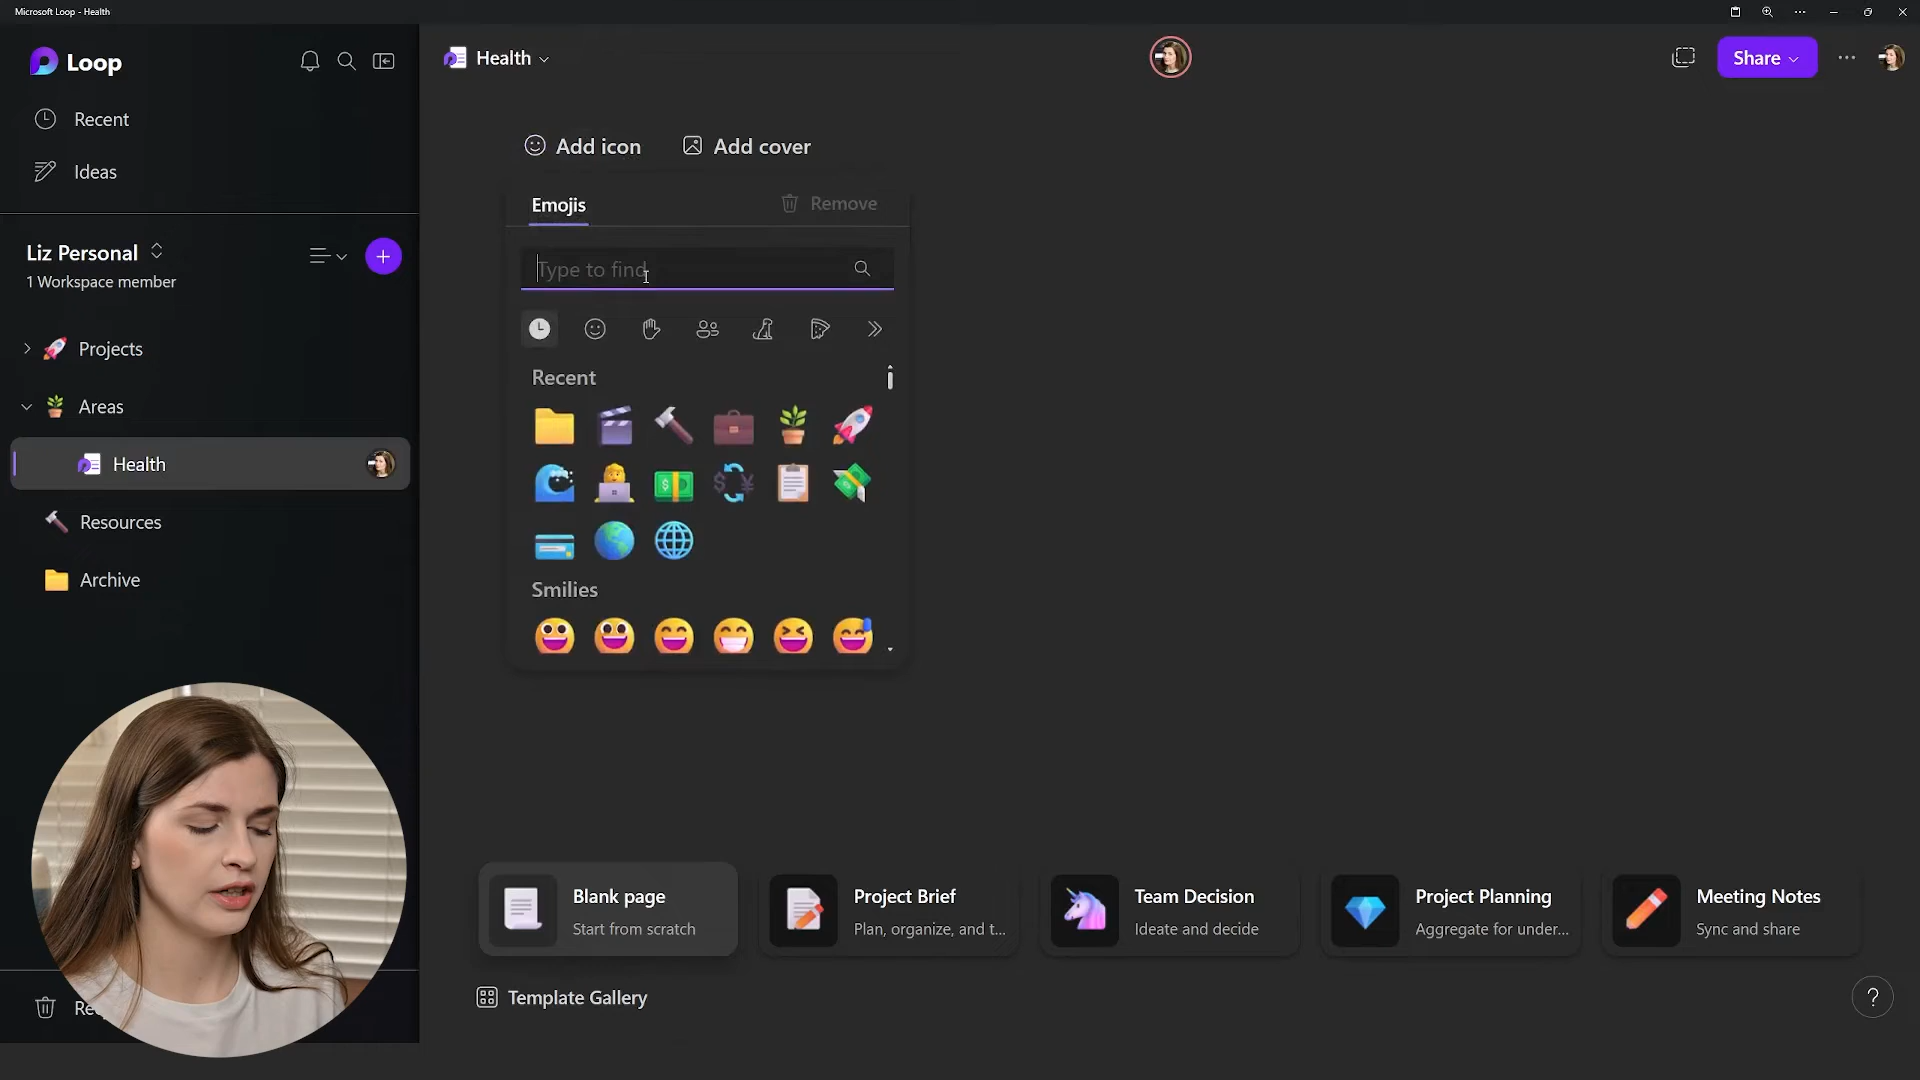 Microsoft Loop - Health
Loop
Health
Share
Recent
Ideas
Add icon
Add cover
Emojis
Remove
Liz Personal
1 Workspace member
Type to find
Projects
Recent
Areas
Health
Resources
Archive
Smilies
Blank page
Start from scratch
Project Brief
Plan, organize, and t...
Team Decision
Ideate and decide
Project Planning
Aggregate for under...
Meeting Notes
Sync and share
Template Gallery
?